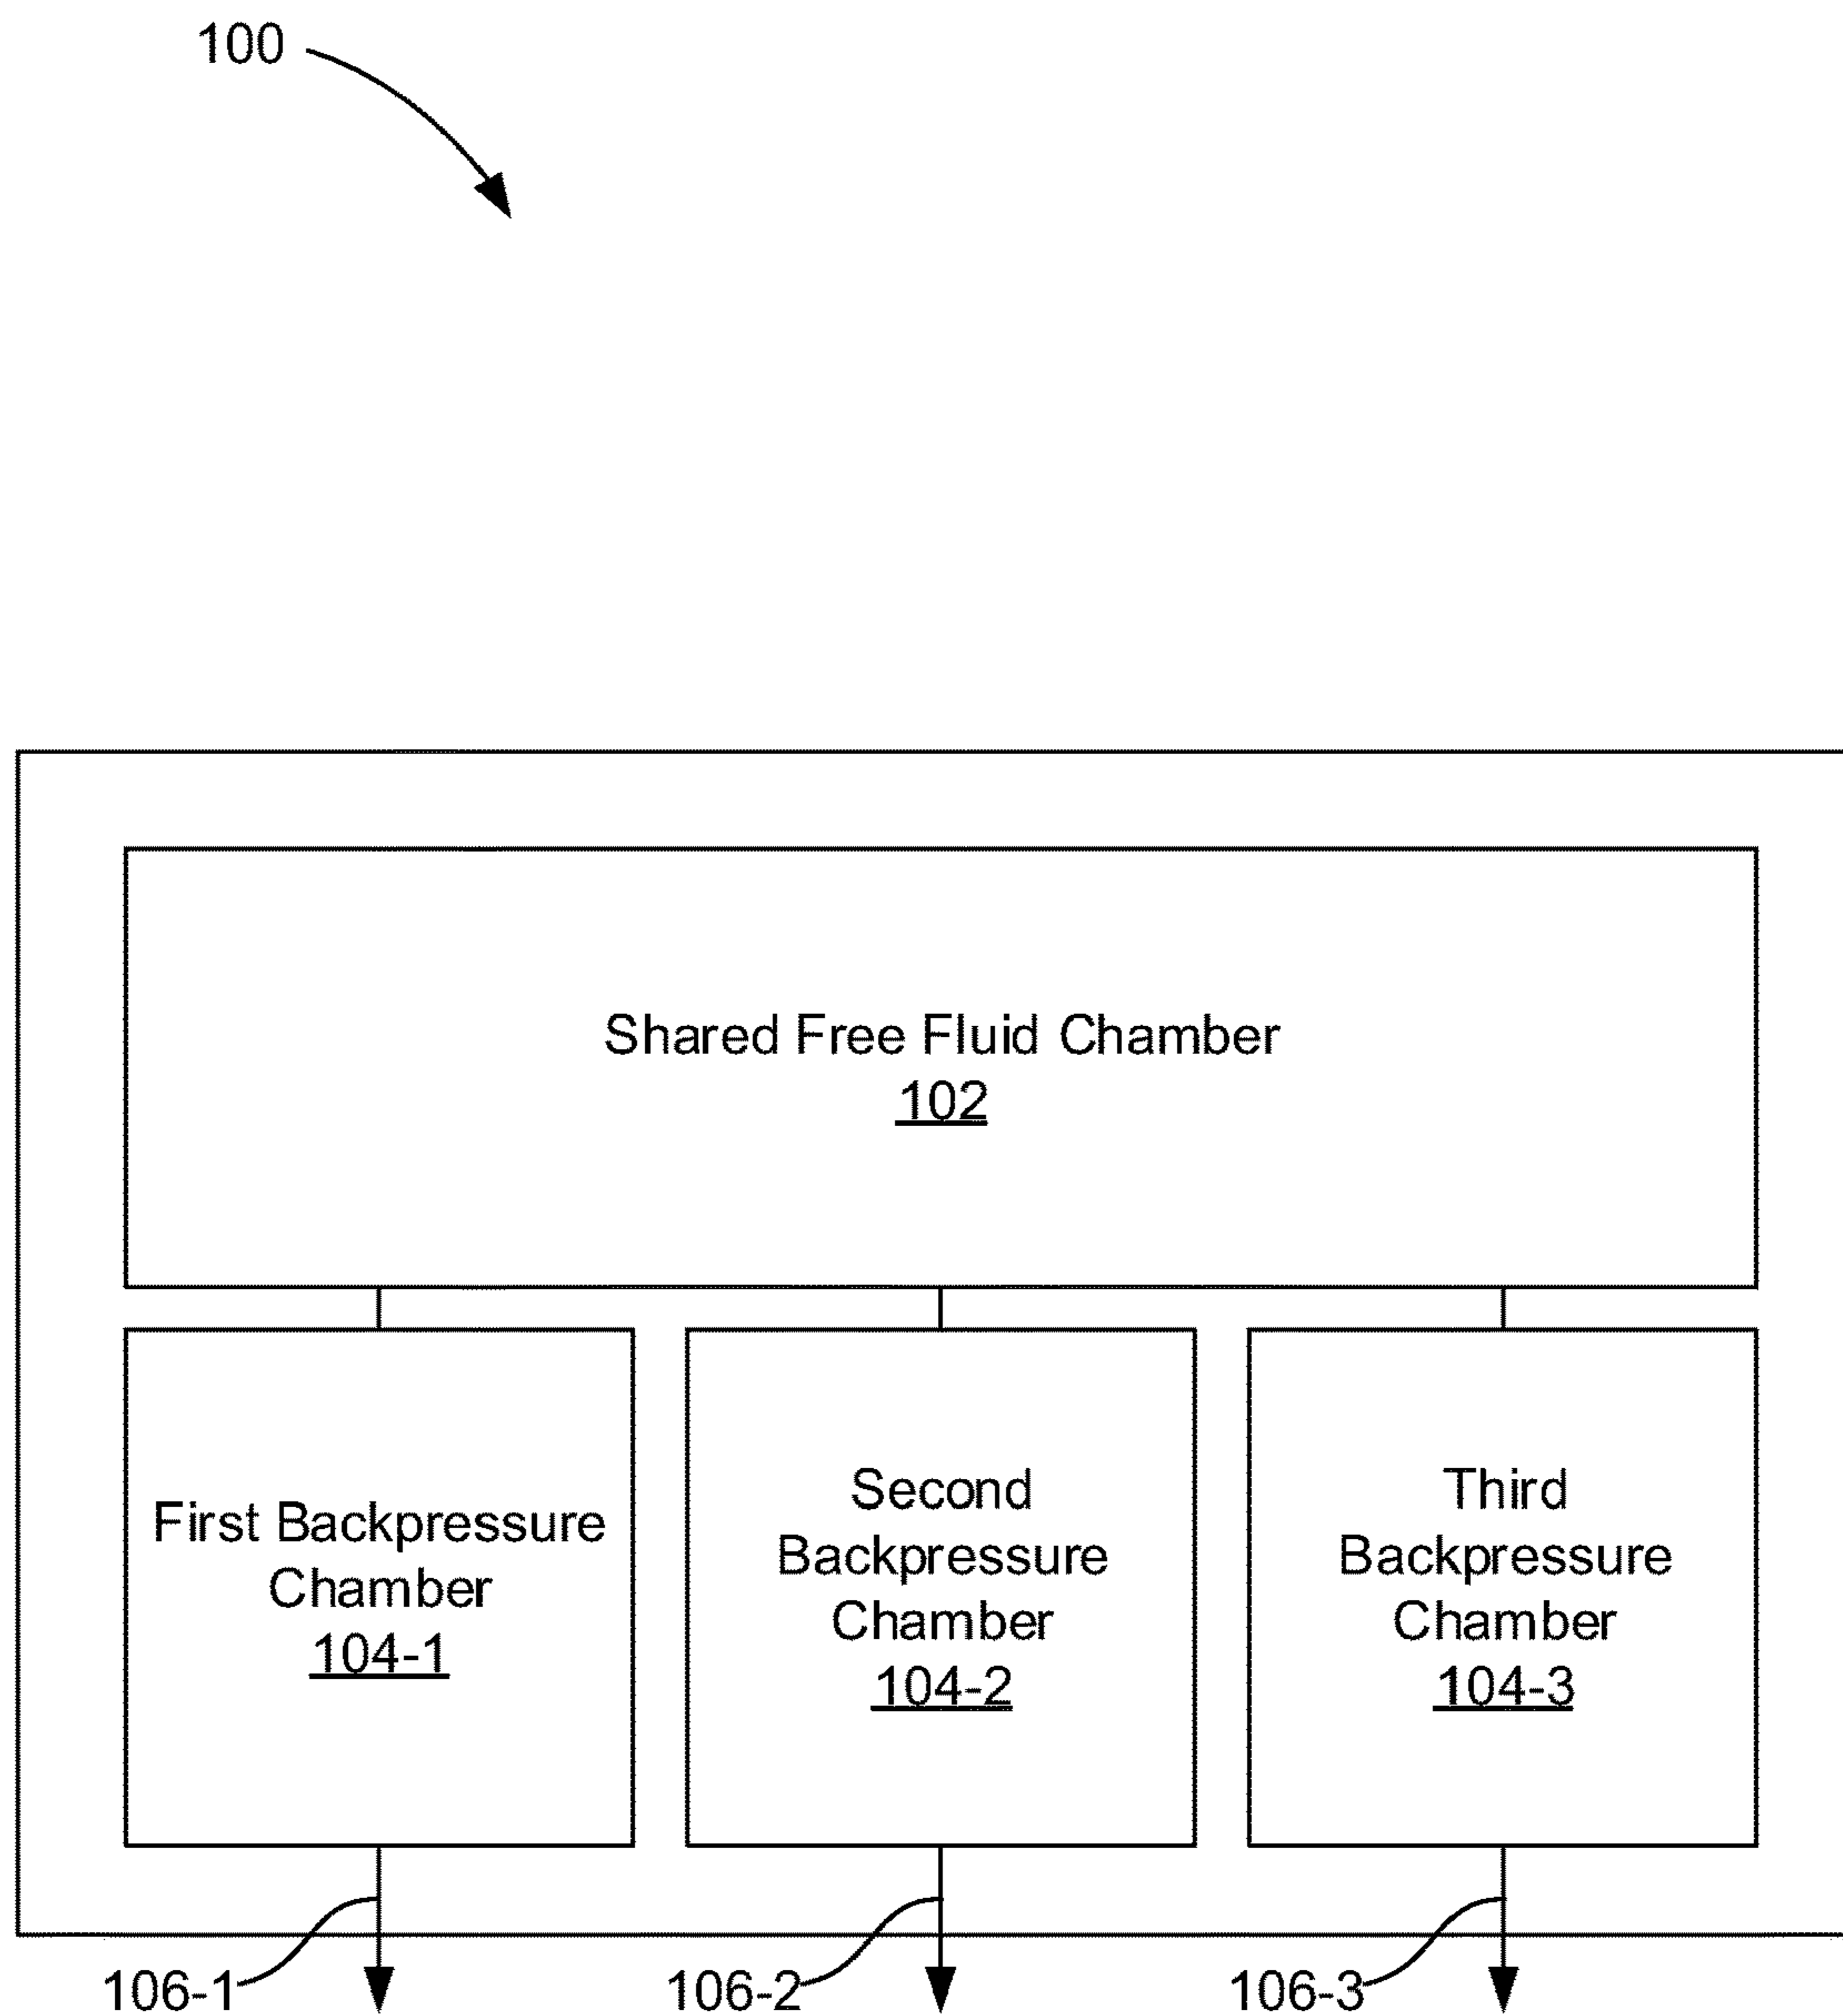 100
Shared Free Fluid Chamber
102
First Backpressure
Chamber
104-1
Second
Backpressure
Chamber
104-2
Third
Backpressure
Chamber
104-3
106-1
106-2
106-3